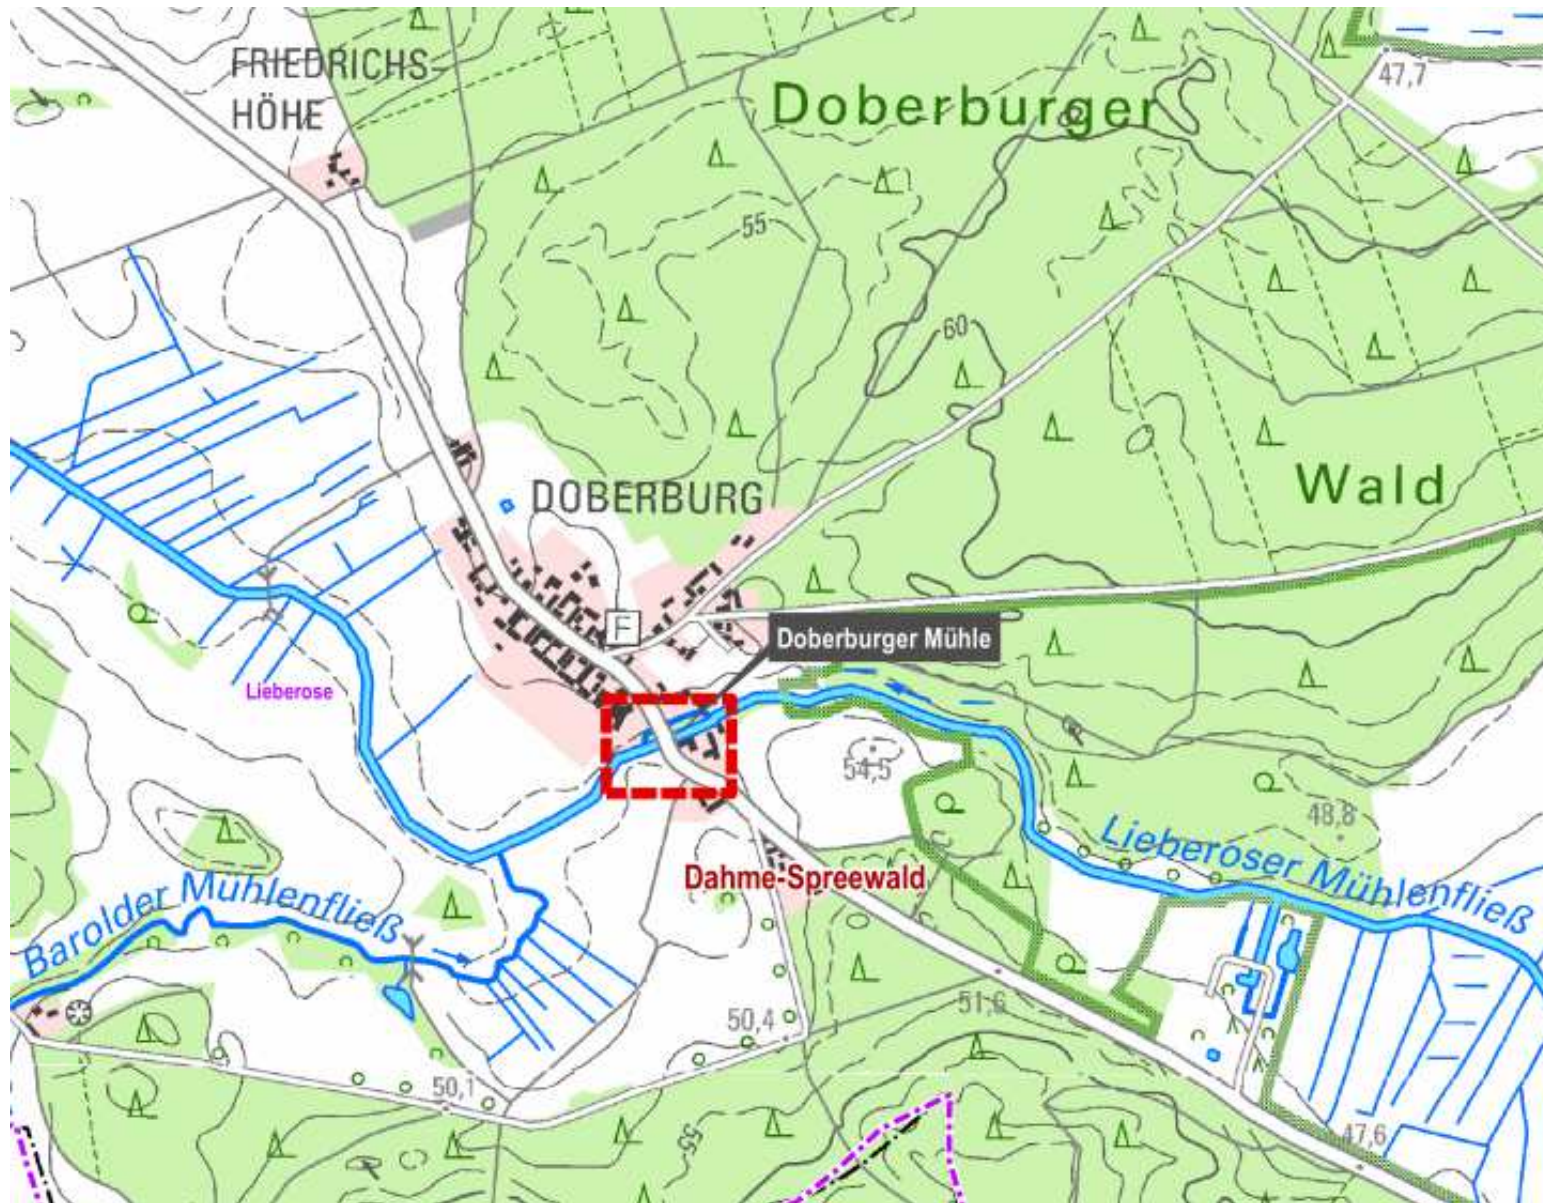 FRIEDRICHS-
HÖHE
Doberburger
47,7
55
60
Wald
DOBERBURG
F
Doberburger Mühle
Lieberose
54,5
48,8
Lieberoser Mühlenfließ
Dahme-Spreewald
Barolder Mühlenfließ
51,6
50,4
50,1
55
47,6